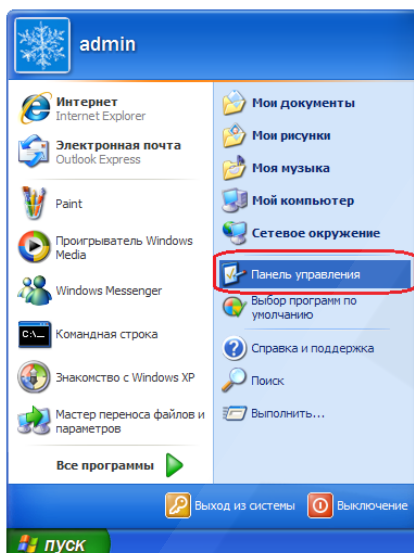 admin
Интернет
Internet Explorer
Электронная почта
Outlook Express
Paint
Проигрыватель Windows
Media
Windows Messenger
C:\_
Командная строка
Знакомство с Windows XP
Мастер переноса файлов и
параметров
Все программы
Мои документы
Мои рисунки
Моя музыка
Мой компьютер
Сетевое окружение
Панель управления
Выбор программ по
умолчанию
Справка и поддержка
Поиск
Выполнить...
Выход из системы
Выключение
пуск